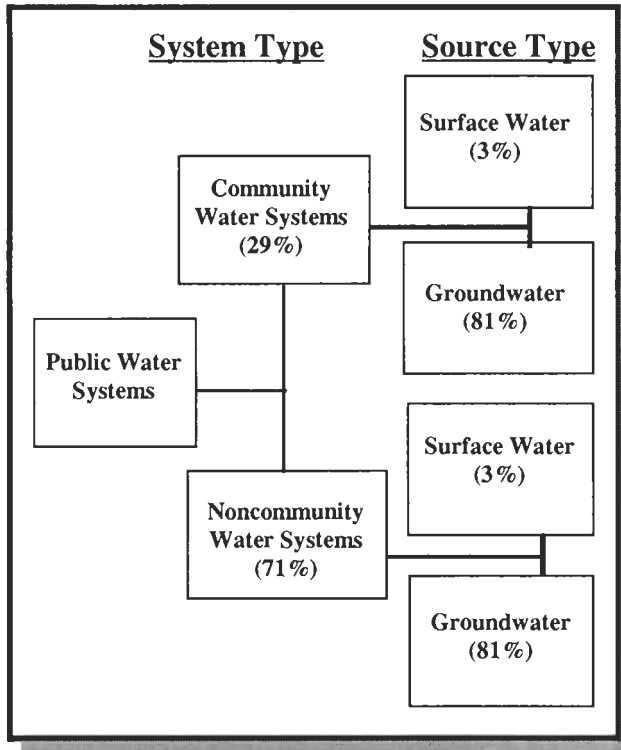 System Type
Source Type
Surface Water
(3%)
Community
Water Systems
(29%)
Groundwater
(81%)
Public Water
Systems
Surface Water
(3%)
Noncommunity
Water Systems
(71%)
Groundwater
(81%)